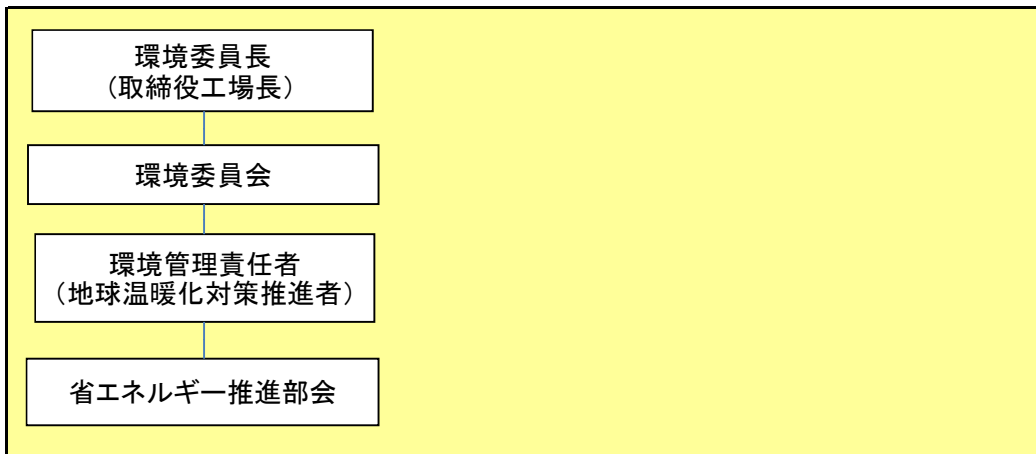 環境委員長
（取締役工場長）
環境委員会
環境管理責任者
（地球温暖化対策推進者）
省エネルギー推進部会